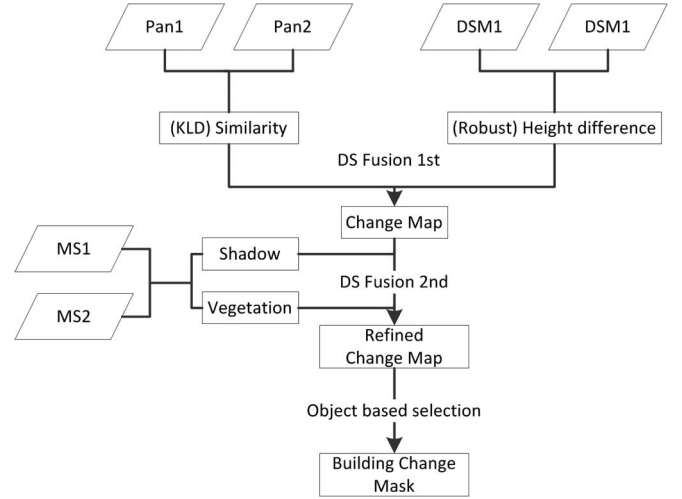 Pan1
Pan2
DSM1
DSM1
(KLD) Similarity
(Robust) Height difference
DS Fusion 1st
Change Map
MS1
Shadow
DS Fusion 2nd
MS2
Vegetation
Refined
Change Map
Object based selection
Building Change
Mask